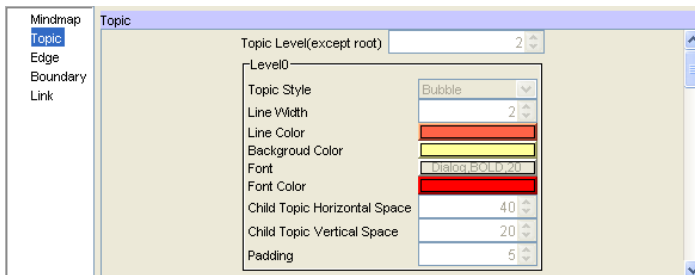 Mindmap
Topic
Edge
Boundary
Link
Topic
Topic Level(except root) 2
Level0
Topic Style Bubble
Line Width 2
Line Color
Backgroud Color
Font Dialog,BOLD,20
Font Color
Child Topic Horizontal Space 40
Child Topic Vertical Space 20
Padding 5